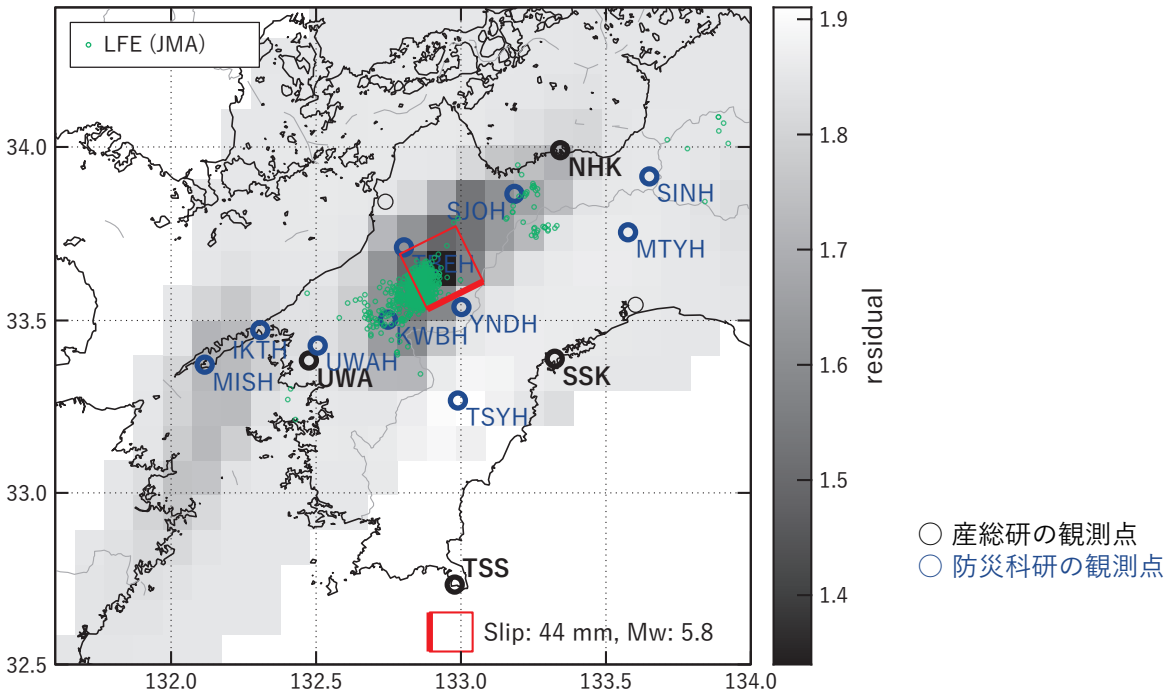 LFE (JMA)
NHK
SINH
SJOH
MTYH
TKEH
YNDH
KWBH
IKTH
UWAH
MISH
UWA
SSK
TSYH
TSS
Slip: 44 mm, Mw: 5.8
34.0
33.5
33.0
32.5
132.0 132.5 133.0 133.5 134.0
1.9
1.8
1.7
1.6
1.5
1.4
residual
産総研の観測点
防災科研の観測点